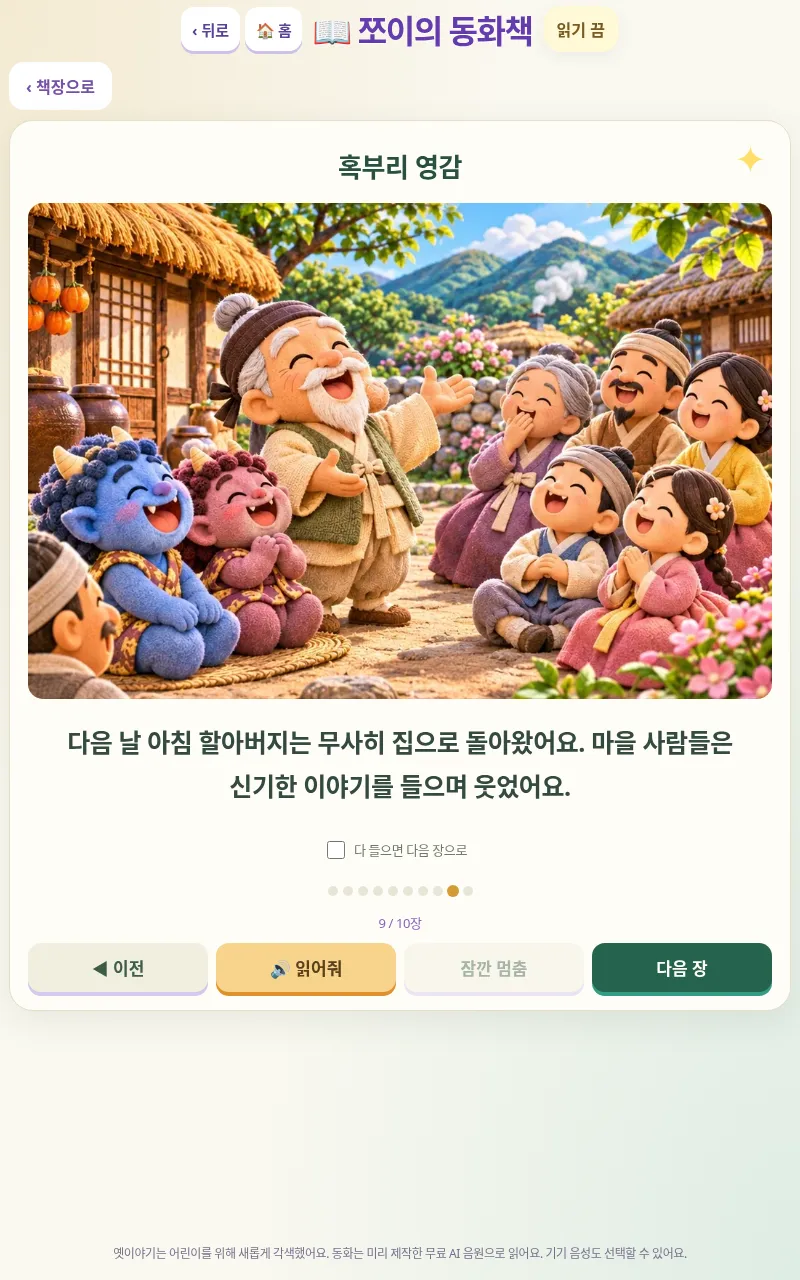 ‹ 뒤로
🏠 홈
📖 쪼이의 동화책
읽기 끝
‹ 책장으로
혹부리 영감
다음 날 아침 할아버지는 무사히 집으로 돌아왔어요. 마을 사람들은
신기한 이야기를 들으며 웃었어요.
다 들으면 다음 장으로
9 / 10장
◀ 이전
🔊 읽어줘
잠깐 멈춤
다음 장
옛이야기는 어린이를 위해 새롭게 각색했어요. 동화는 미리 제작한 무료 AI 음원으로 읽어요. 기기 음성도 선택할 수 있어요.